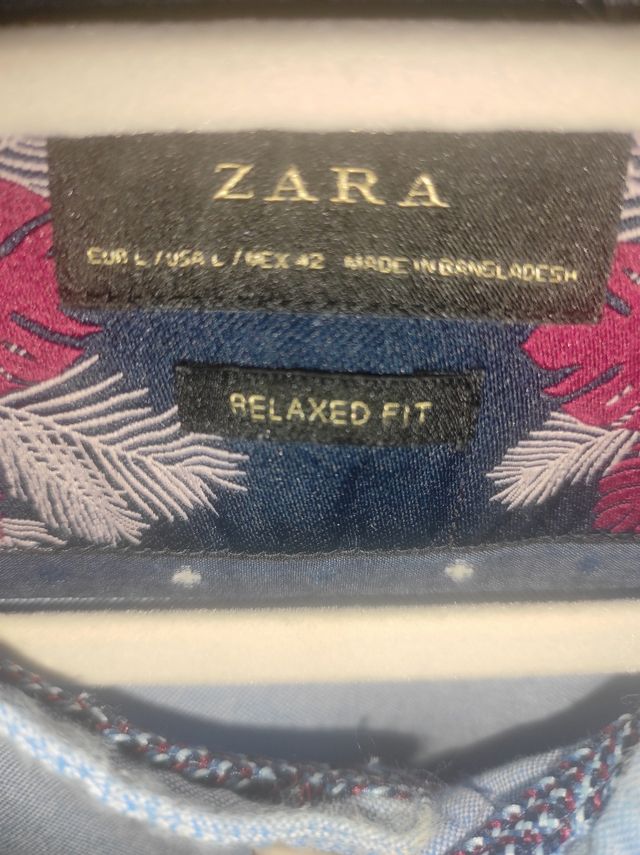 ZARA
EUR L / USA L / MEX 42 MADE IN BANGLADESH
RELAXED FIT